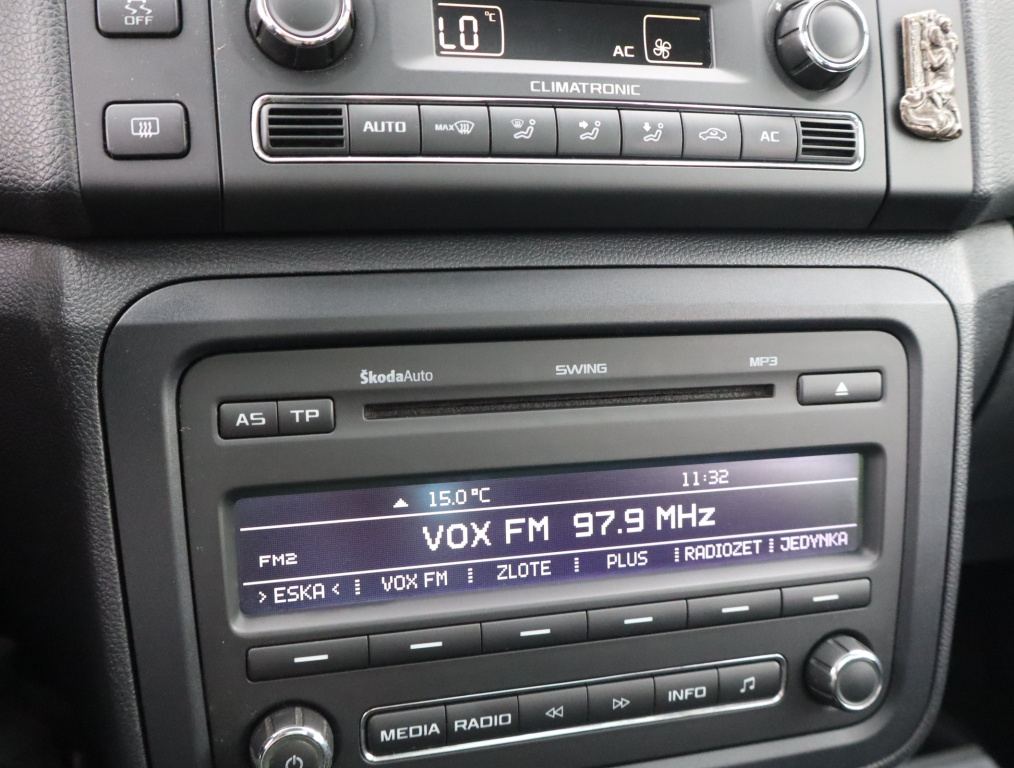 OFF
LO °C
AC
CLIMATRONIC
AUTO MAX AC
ŠkodaAuto SWING MP3
AS TP
15.0 °C 11:32
VOX FM 97.9 MHz
FM2
> ESKA < VOX FM ZLOTE PLUS RADIOZET JEDYNKA
MEDIA RADIO INFO